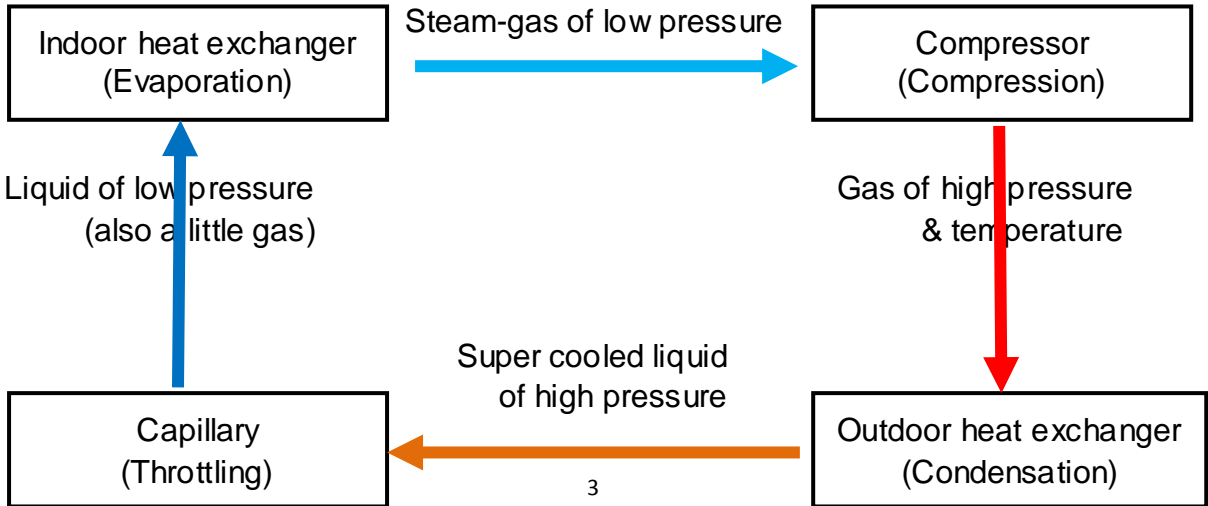 Indoor heat exchanger
(Evaporation)
Steam-gas of low pressure
Compressor
(Compression)
Liquid of low pressure
(also a little gas)
Gas of high pressure
& temperature
Super cooled liquid
of high pressure
Capillary
(Throttling)
Outdoor heat exchanger
(Condensation)
3